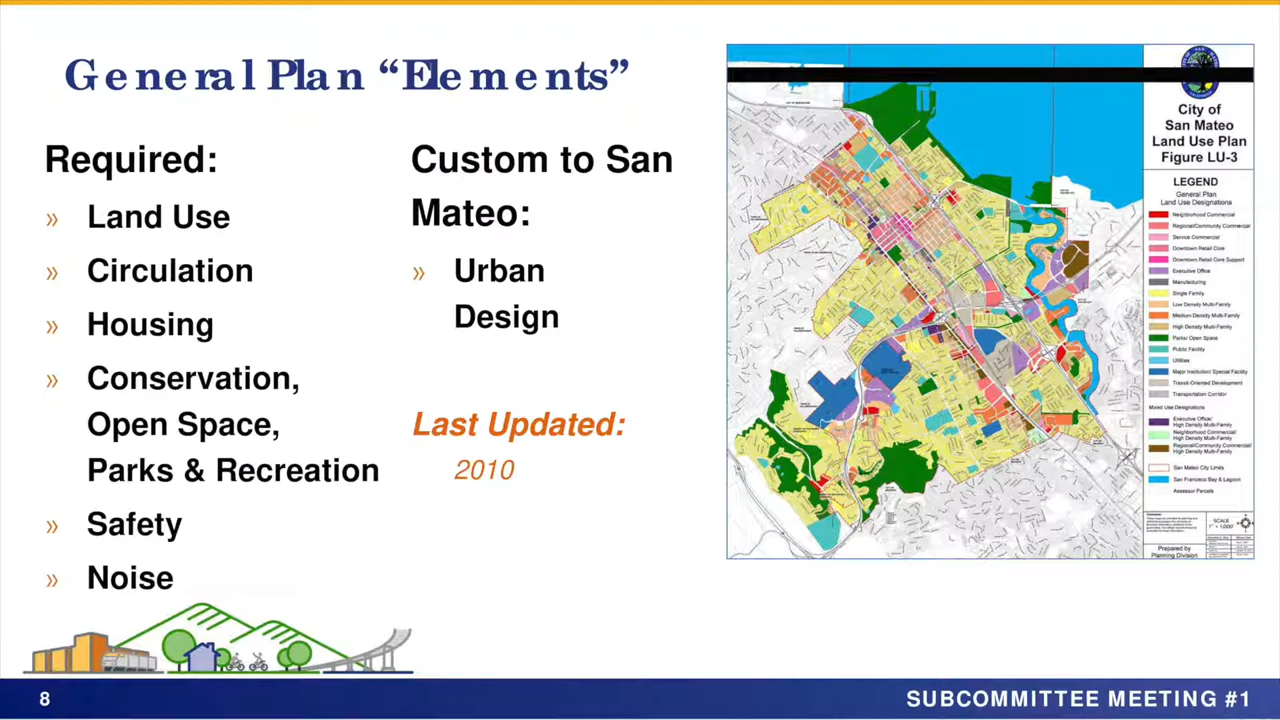 General Plan “Elements”
Required:
» Land Use
» Circulation
» Housing
» Conservation,
Open Space,
Parks & Recreation
» Safety
» Noise
Custom to San
Mateo:
» Urban
Design
Last Updated:
2010
City of
San Mateo
Land Use Plan
Figure LU-3
LEGEND
General Plan
Land Use Designations
Neighborhood Commercial
Regional/Community Commercial
Service Commercial
Downtown Retail Core
Downtown Retail Core Support
Executive Office
Manufacturing
Single Family
Low Density Multi-Family
Medium Density Multi-Family
High Density Multi-Family
Parks/ Open Space
Public Facility
Utilities
Major Institution/ Special Facility
Transit-Oriented Development
Transportation Corridor
Mixed Use Designations
Executive Office/
High Density Multi-Family
Neighborhood Commercial/
High Density Multi-Family
Regional/Community Commercial/
High Density Multi-Family
San Mateo City Limits
San Francisco Bay & Lagoon
Assessor Parcels
SCALE
1" = 1,000'
Prepared by
Planning Division
8
SUBCOMMITTEE MEETING #1